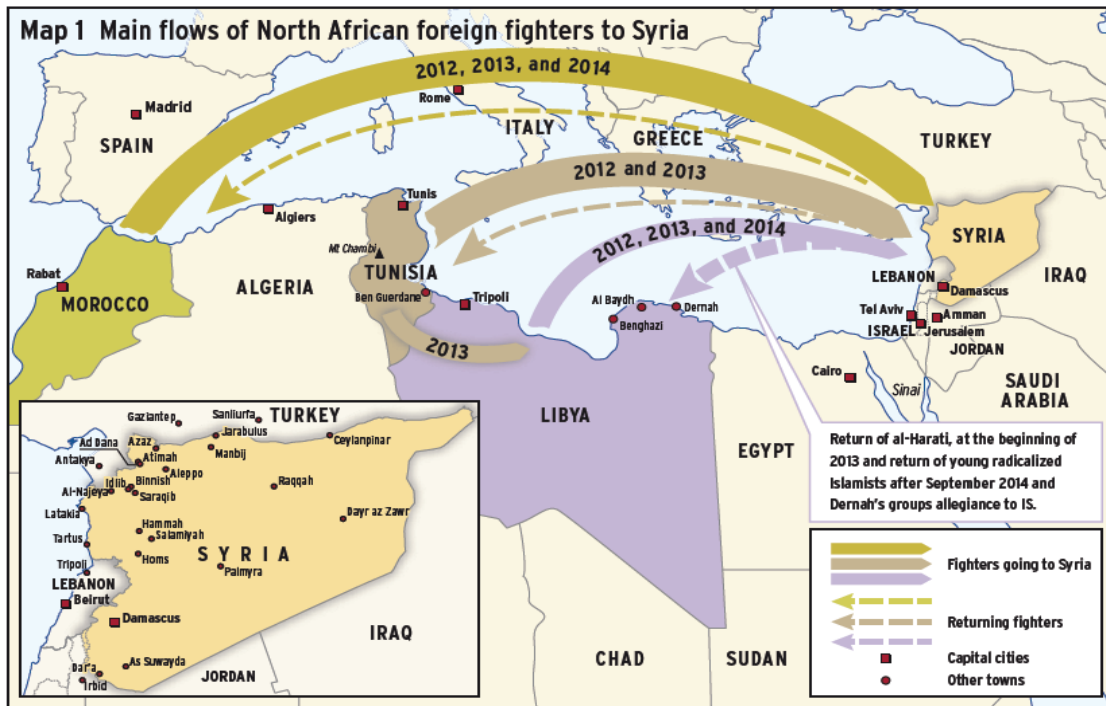 Map 1 Main flows of North African foreign fighters to Syria
2012, 2013, and 2014
Madrid
SPAIN
Rome
ITALY
GREECE
TURKEY
2012 and 2013
Tunis
Algiers
Mt Chambi
TUNISIA
2012, 2013, and 2014
SYRIA
Rabat
MOROCCO
ALGERIA
Ben Guerdane
Tripoli
Al Baydh
Dernah
Benghazi
LEBANON
Damascus
IRAQ
Tel Aviv
Amman
ISRAEL
Jerusalem
JORDAN
2013
Cairo
Sinai
SAUDI
ARABIA
LIBYA
EGYPT
CHAD
SUDAN
Return of al-Harati, at the beginning of
2013 and return of young radicalized
Islamists after September 2014 and
Dernah's groups allegiance to IS.
Fighters going to Syria
Returning fighters
Capital cities
Other towns
Gaziantep
Sanliurfa
TURKEY
Ad Dana
Azaz
Jarabulus
Ceylanpinar
Antakya
Atimah
Manbij
Aleppo
Idlib
Binnish
Al-Najeya
Saraqib
Raqqah
Latakia
Dayr az Zawr
Hammah
Salamiyah
Tartus
SYRIA
Homs
Tripoli
Palmyra
LEBANON
Beirut
Damascus
IRAQ
Dar'a
As Suwayda
JORDAN
Irbid